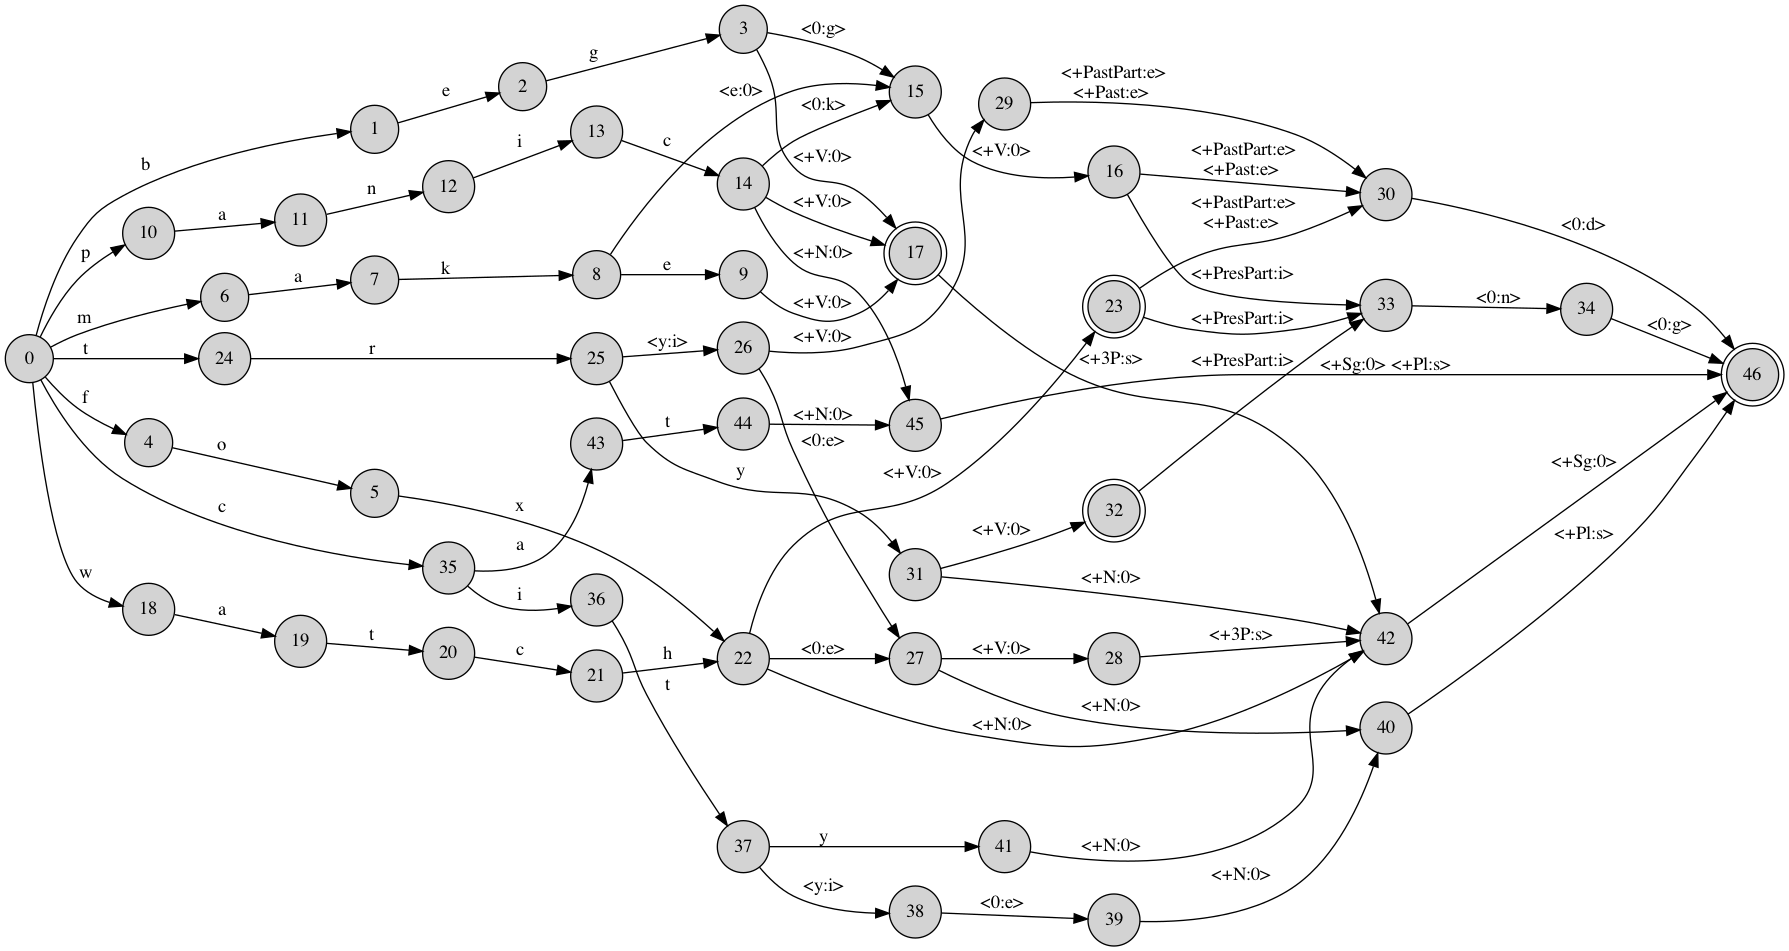 3
<0:g>
<+PastPart:e>
<+Past:e>
g
2
<e:0>
15
29
e
<0:k>
1
13
i
c
<+V:0>
<+V:0>
<+PastPart:e>
<+Past:e>
b
n
12
14
16
30
<+V:0>
<+PastPart:e>
<+Past:e>
<0:d>
p
10
a
11
<+N:0>
17
m
6
a
7
k
8
e
9
<+V:0>
23
<+PresPart:i>
33
<0:n>
34
<+PresPart:i>
<0:g>
0
t
24
r
25
<y:i>
26
<+V:0>
<+3P:s>
<+PresPart:i>
<+Sg:0> <+Pl:s>
46
f
4
o
43
t
44
<+N:0>
<0:e>
45
<+Sg:0>
5
y
<+V:0>
c
x
32
<+V:0>
<+Pl:s>
a
w
35
i
36
31
<+N:0>
18
a
19
t
20
c
21
h
t
22
<0:e>
27
<+V:0>
28
<+3P:s>
42
<+N:0>
<+N:0>
40
37
y
41
<+N:0>
<y:i>
38
<0:e>
39
<+N:0>